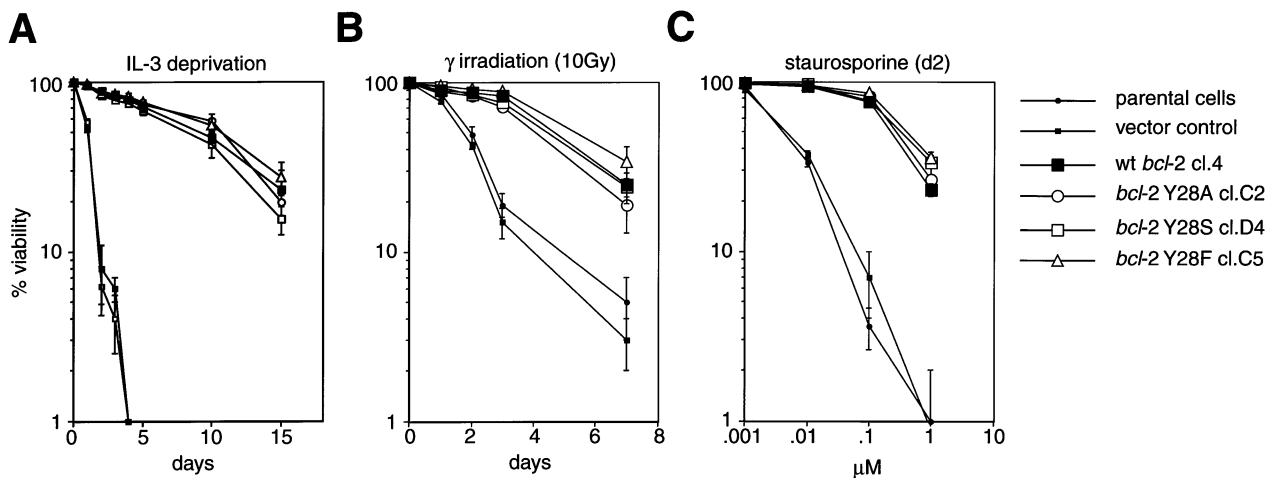 A
B
C
IL-3 deprivation
γ irradiation (10Gy)
staurosporine (d2)
% viability
100
10
1
0
5
10
15
days
100
10
1
0
2
4
6
8
days
100
10
1
.001
.01
.1
1
10
μM
parental cells
vector control
wt bcl-2 cl.4
bcl-2 Y28A cl.C2
bcl-2 Y28S cl.D4
bcl-2 Y28F cl.C5